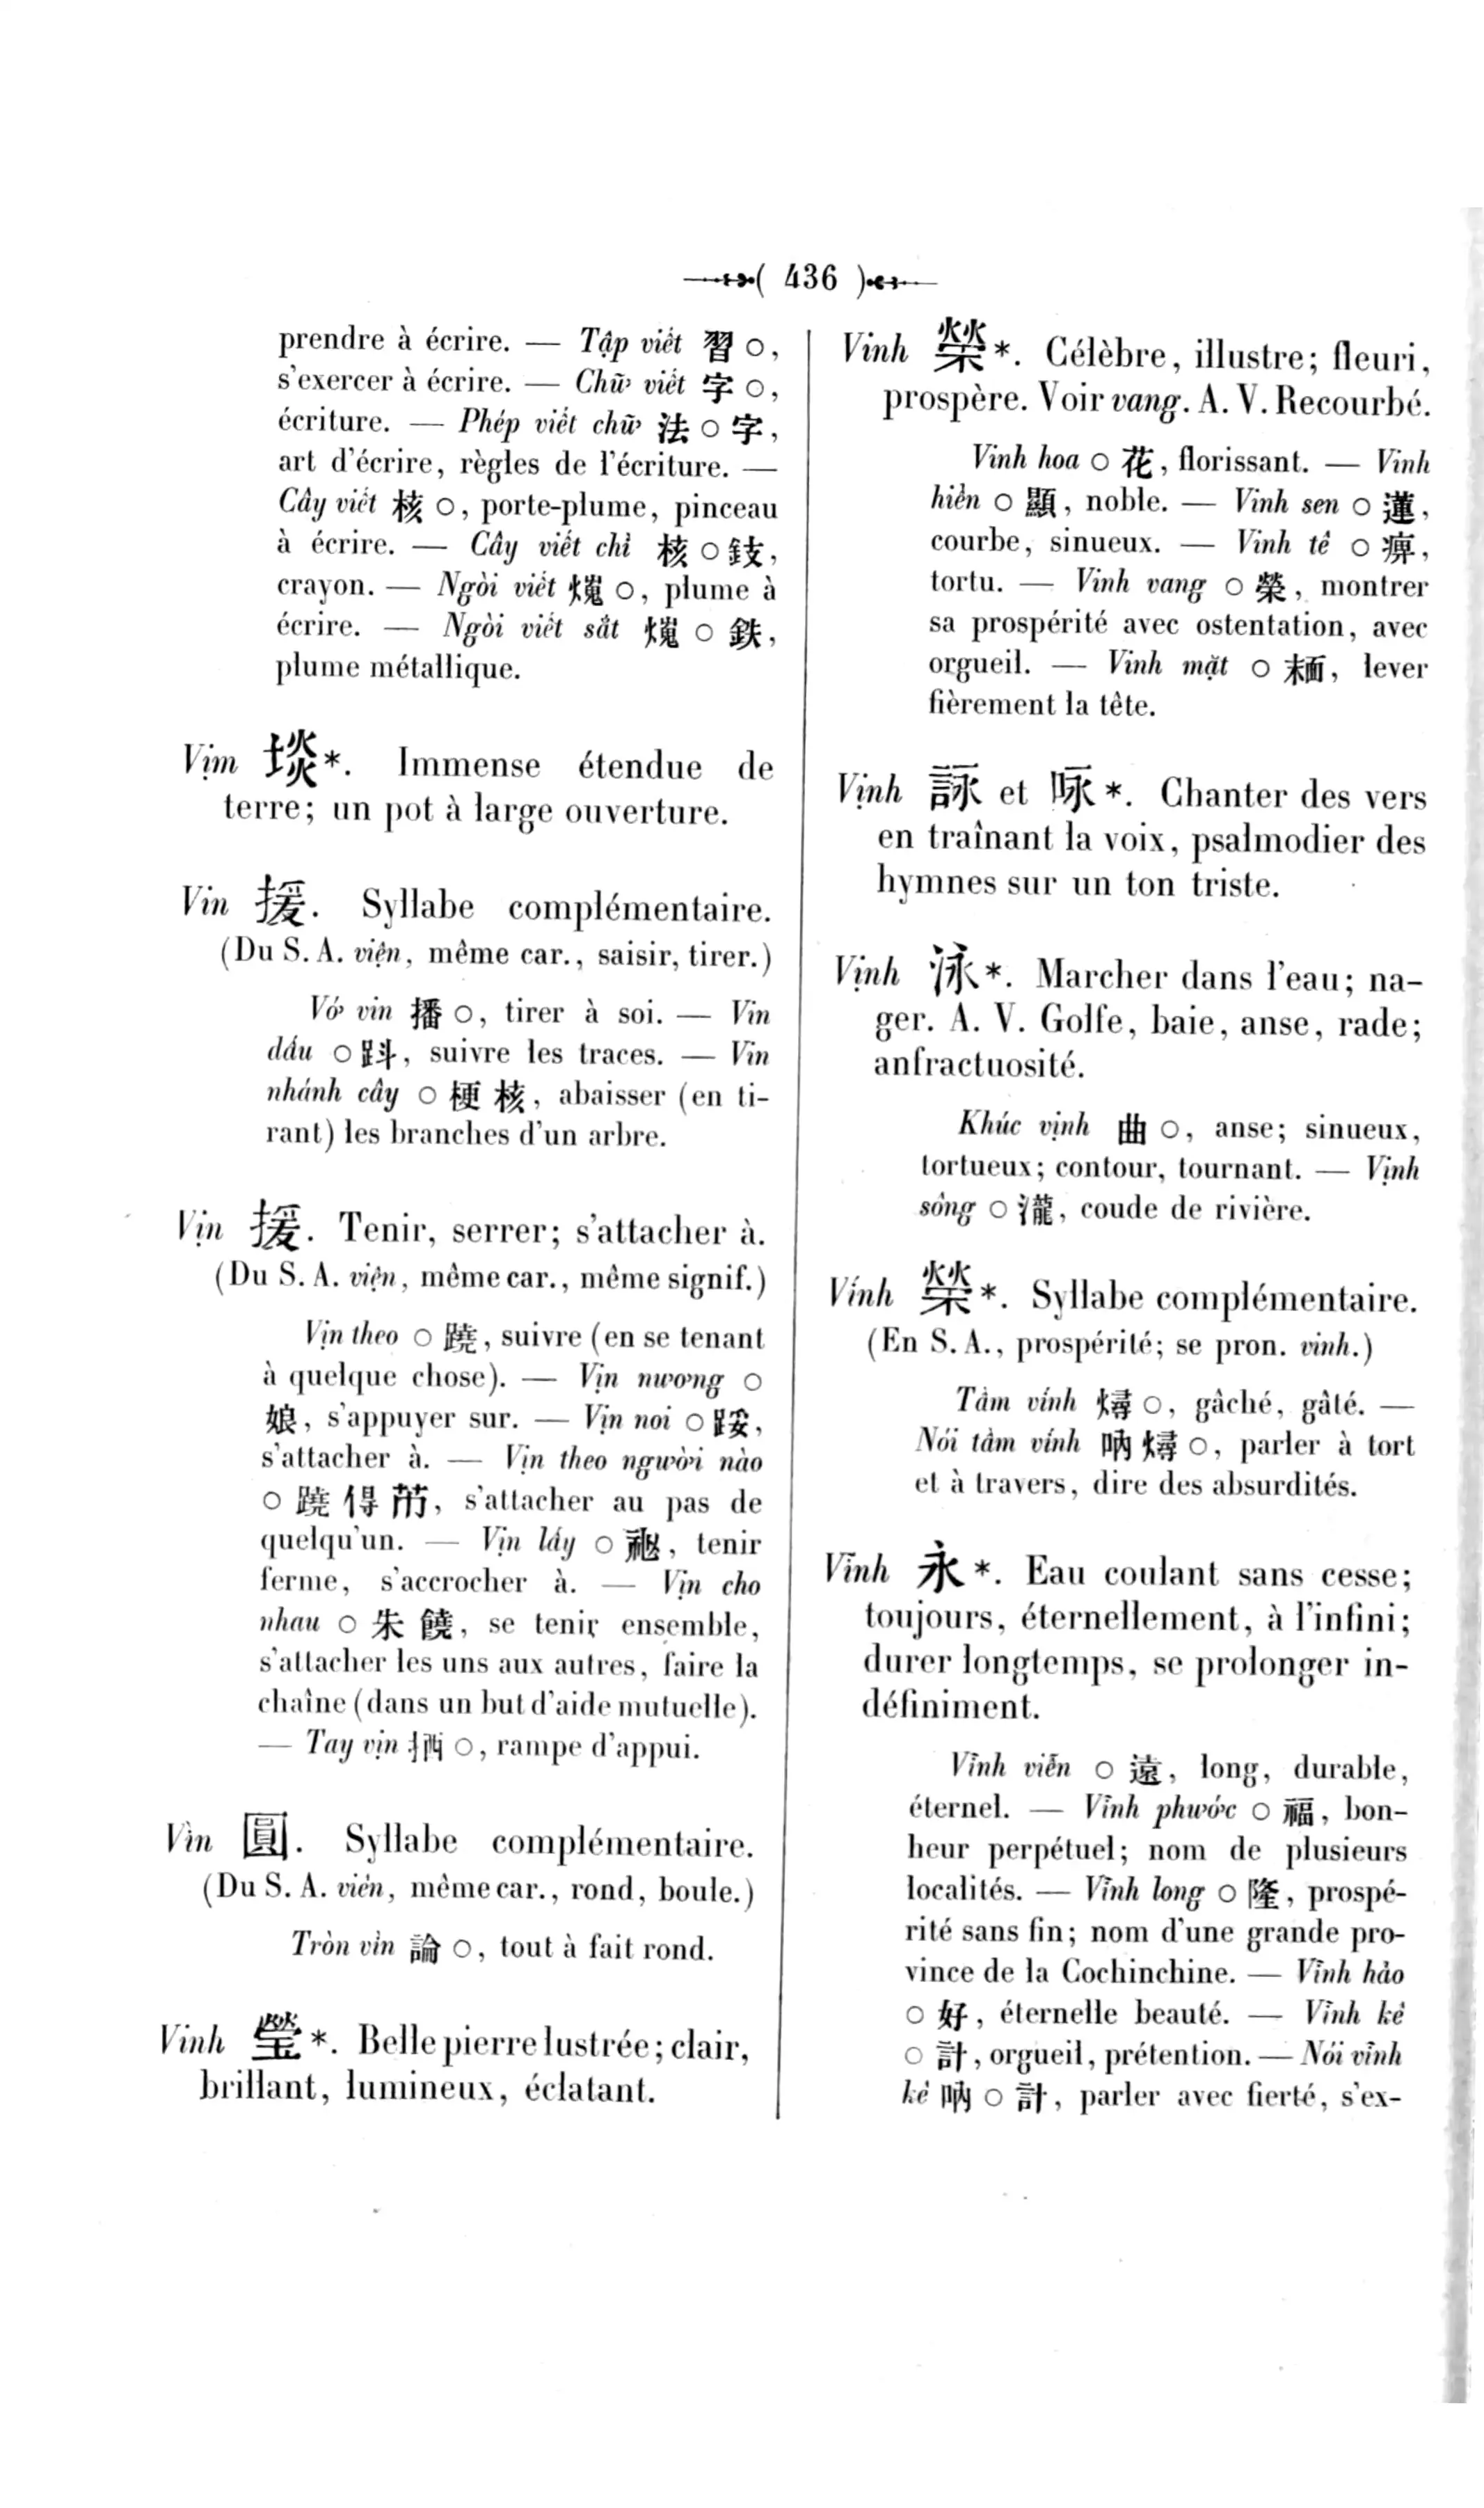 ( 436 )
prendre à écrire. — Tập viết 習 ○,
s'exercer à écrire. — Chữ viết 字 ○,
écriture. — Phép viết chữ 法 ○ 字,
art d'écrire, règles de l'écriture. —
Cây viết 核 ○, porte-plume, pinceau
à écrire. — Cây viết chì 核 ○,
crayon. — Ngòi viết ○, plume à
écrire. — Ngòi viết sắt ○ 鉄,
plume métallique.
Vịm 埮*. Immense étendue de
terre; un pot à large ouverture.
Vin 援. Syllabe complémentaire.
(Du S. A. viện, même car., saisir, tirer.)
Vớ vin 播 ○, tirer à soi. — Vin
dấu ○, suivre les traces. — Vin
nhánh cây ○ 梗 核, abaisser (en ti-
rant) les branches d'un arbre.
Vịn 援. Tenir, serrer; s'attacher à.
(Du S. A. viện, même car., même signif.)
Vịn theo ○ 蹺, suivre (en se tenant
à quelque chose). — Vịn nương ○
娘, s'appuyer sur. — Vịn noi ○,
s'attacher à. — Vịn theo người nào
○ 蹺 㝵 芇, s'attacher au pas de
quelqu'un. — Vịn lấy ○, tenir
ferme, s'accrocher à. — Vịn cho
nhau ○ 朱 饒, se tenir ensemble,
s'attacher les uns aux autres, faire la
chaîne (dans un but d'aide mutuelle).
— Tay vịn ○, rampe d'appui.
Vìn 圓. Syllabe complémentaire.
(Du S. A. viên, même car., rond, boule.)
Tròn vìn 論 ○, tout à fait rond.
Vinh 瑩*. Belle pierre lustrée; clair,
brillant, lumineux, éclatant.
Vinh 榮*. Célèbre, illustre; fleuri,
prospère. Voir vang. A. V. Recourbé.
Vinh hoa ○ 花, florissant. — Vinh
hiển ○ 顯, noble. — Vinh sen ○ 蓮,
courbe, sinueux. — Vinh tê ○ 痺,
tortu. — Vinh vang ○ 榮, montrer
sa prospérité avec ostentation, avec
orgueil. — Vinh mặt ○ 𩈘, lever
fièrement la tête.
Vịnh 詠 et 咏*. Chanter des vers
en traînant la voix, psalmodier des
hymnes sur un ton triste.
Vịnh 泳*. Marcher dans l'eau; na-
ger. A. V. Golfe, baie, anse, rade;
anfractuosité.
Khúc vịnh 曲 ○, anse; sinueux,
tortueux; contour, tournant. — Vịnh
sông ○ 瀧, coude de rivière.
Vính 榮*. Syllabe complémentaire.
(En S. A., prospérité; se pron. vinh.)
Tầm vính 燖 ○, gâché, gâté. —
Nói tầm vính 吶 燖 ○, parler à tort
et à travers, dire des absurdités.
Vĩnh 永*. Eau coulant sans cesse;
toujours, éternellement, à l'infini;
durer longtemps, se prolonger in-
définiment.
Vĩnh viễn ○ 遠, long, durable,
éternel. — Vĩnh phước ○ 福, bon-
heur perpétuel; nom de plusieurs
localités. — Vĩnh long ○ 隆, prospé-
rité sans fin; nom d'une grande pro-
vince de la Cochinchine. — Vĩnh hảo
○ 好, éternelle beauté. — Vĩnh kê
○ 計, orgueil, prétention. — Nói vĩnh
kê 吶 ○ 計, parler avec fierté, s'ex-